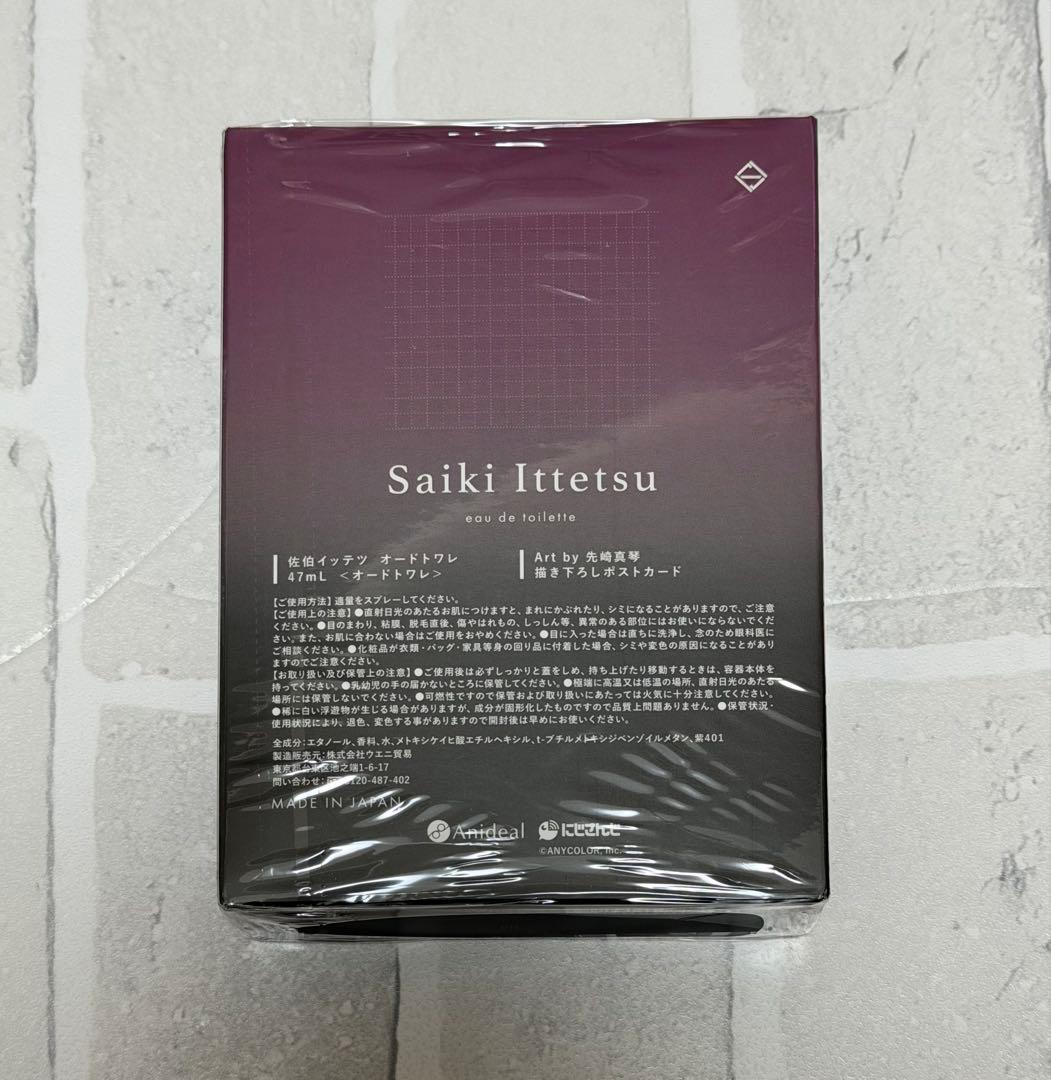 Saiki Ittetsu
eau de toilette
佐伯イッテツ オードトワレ
47mL <オードトワレ>
Art by 先崎真琴
描き下ろしポストカード
【ご使用方法】適量をスプレーしてください。
【ご使用上の注意】●直射日光のあたるお肌につけますと、まれにかぶれたり、シミになることがありますので、ご注意
ください。●目のまわり、粘膜、脱毛直後、傷やはれもの、しっしん等、異常のある部位にはお使いにならないでくだ
さい。また、お肌に合わない場合はご使用をおやめください。●目に入った場合は直ちに洗浄し、念のため眼科医に
ご相談ください。●化粧品が衣類・バッグ・家具等身の回り品に付着した場合、シミや変色の原因になることがあり
ますのでご注意ください。
【お取り扱い及び保管上の注意】●ご使用後は必ずしっかりと蓋をしめ、持ち上げたり移動するときは、容器本体を
持ってください。●乳幼児の手の届かないところに保管してください。●極端に高温又は低温の場所、直射日光のあたる
場所には保管しないでください。●可燃性ですので保管および取り扱いにあたっては火気に十分注意してください。
●稀に白い浮遊物が生じる場合がありますが、成分が固形化したものですので品質上問題ありません。●保管状況・
使用状況により、退色、変色する事がありますので開封後は早めにお使いください。
全成分:エタノール、香料、水、メトキシケイヒ酸エチルヘキシル、t-ブチルメトキシジベンゾイルメタン、紫401
製造販売元:株式会社ウエニ貿易
東京都台東区池之端1-6-17
問い合わせ: 0120-487-402
MADE IN JAPAN
Anideal にじさんじ
©ANYCOLOR, Inc.